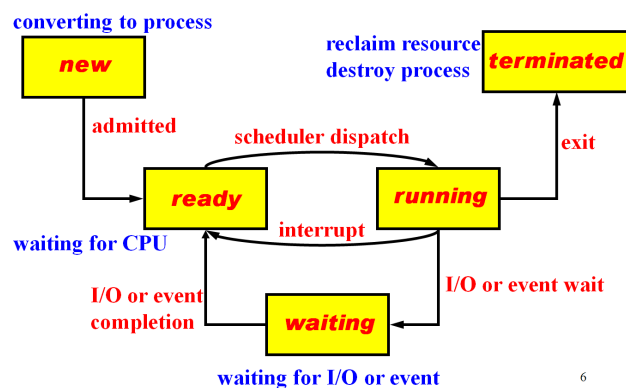 converting to process
new
reclaim resource
destroy process
terminated
admitted
scheduler dispatch
exit
ready
running
interrupt
waiting for CPU
I/O or event
completion
I/O or event wait
waiting
waiting for I/O or event
6